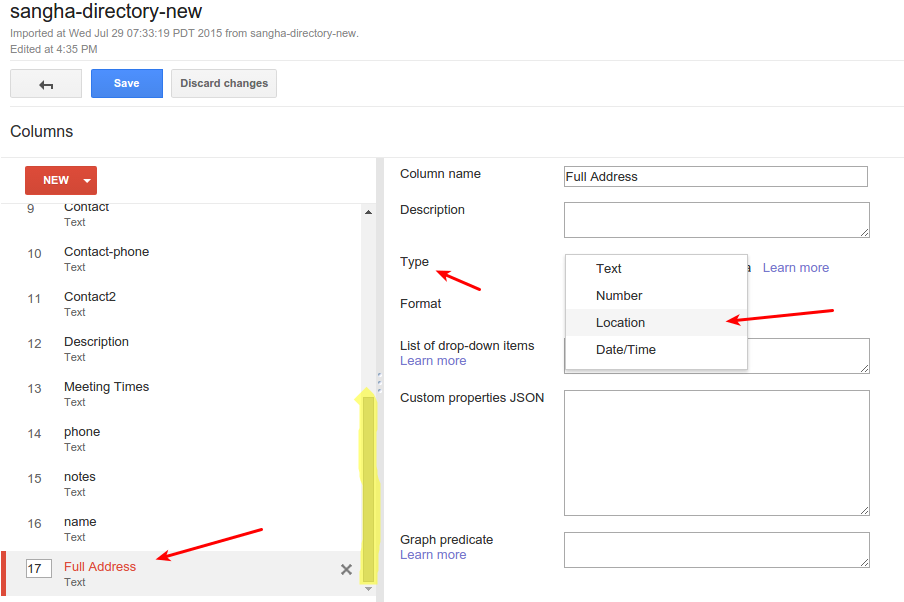 sangha-directory-new
Imported at Wed Jul 29 07:33:19 PDT 2015 from sangha-directory-new.
Edited at 4:35 PM
Save
Discard changes
Columns
NEW
9 Contact
Text
10 Contact-phone
Text
11 Contact2
Text
12 Description
Text
13 Meeting Times
Text
14 phone
Text
15 notes
Text
16 name
Text
17 Full Address
Text
Column name Full Address
Description
Type Learn more
Text
Number
Location
Date/Time
Format
List of drop-down items
Learn more
Custom properties JSON
Graph predicate
Learn more